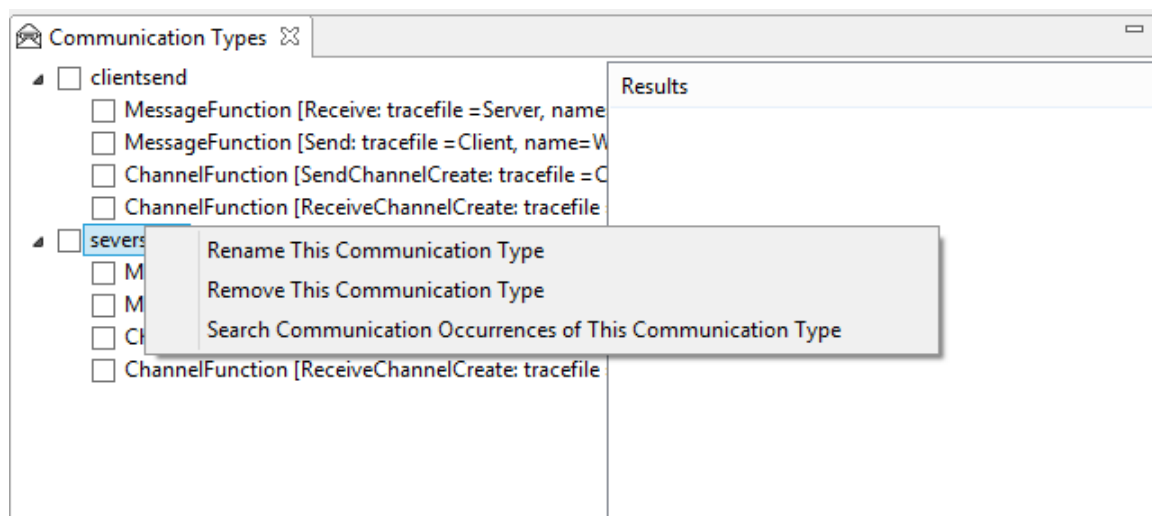 Communication Types
clientsend
Results
MessageFunction [Receive: tracefile =Server, name
MessageFunction [Send: tracefile =Client, name=W
ChannelFunction [SendChannelCreate: tracefile =C
ChannelFunction [ReceiveChannelCreate: tracefile
severs
Rename This Communication Type
M
Remove This Communication Type
M
Search Communication Occurrences of This Communication Type
Ch
ChannelFunction [ReceiveChannelCreate: tracefile